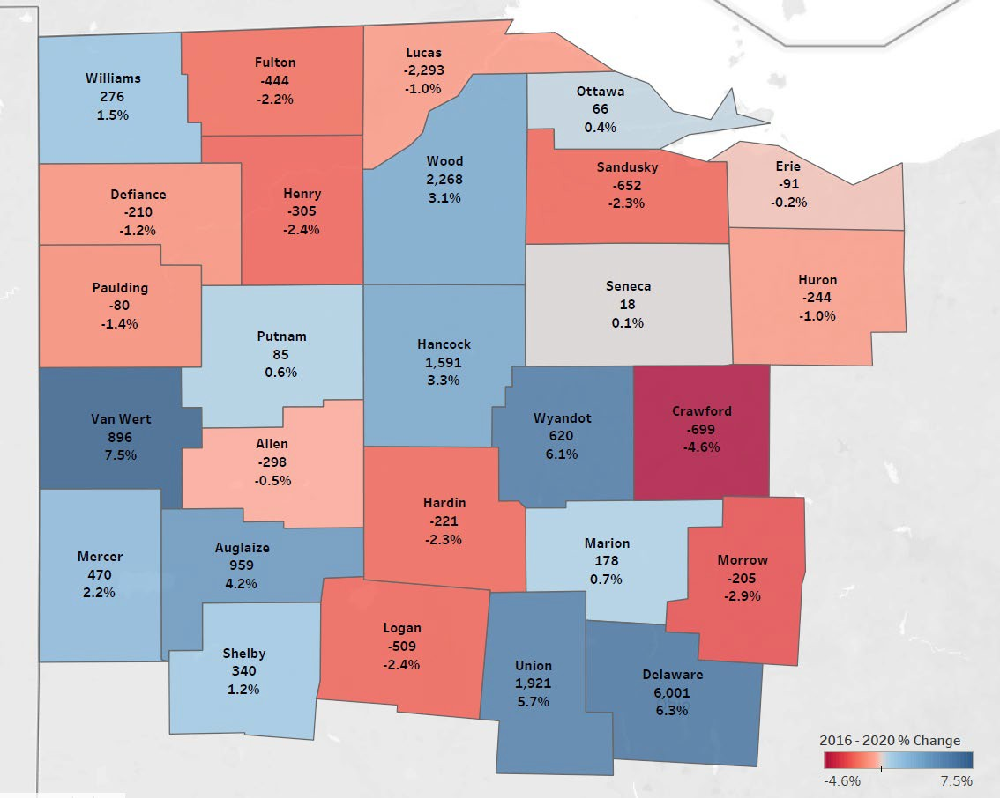 Williams
276
1.5%
Fulton
-444
-2.2%
Lucas
-2,293
-1.0%
Ottawa
66
0.4%
Wood
2,268
3.1%
Sandusky
-652
-2.3%
Erie
-91
-0.2%
Defiance
-210
-1.2%
Henry
-305
-2.4%
Paulding
-80
-1.4%
Putnam
85
0.6%
Hancock
1,591
3.3%
Seneca
18
0.1%
Huron
-244
-1.0%
Van Wert
896
7.5%
Allen
-298
-0.5%
Wyandot
620
6.1%
Crawford
-699
-4.6%
Hardin
-221
-2.3%
Mercer
470
2.2%
Auglaize
959
4.2%
Marion
178
0.7%
Morrow
-205
-2.9%
Shelby
340
1.2%
Logan
-509
-2.4%
Union
1,921
5.7%
Delaware
6,001
6.3%
2016 - 2020 % Change
-4.6%
7.5%